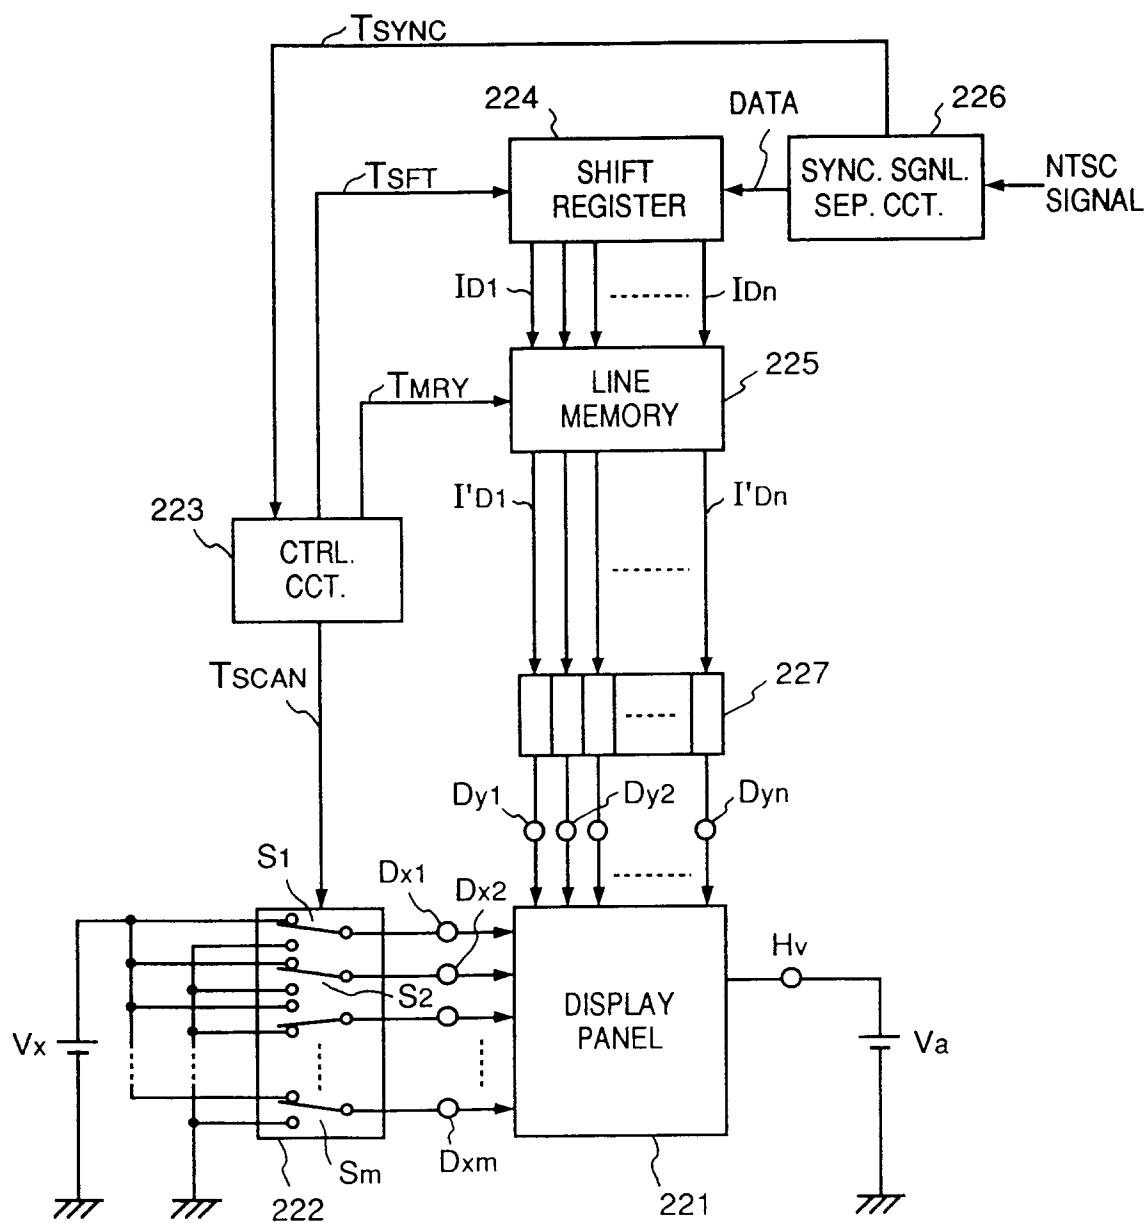 TSYNC
224
DATA
226
SHIFT
REGISTER
SYNC. SGNL.
SEP. CCT.
NTSC
SIGNAL
TSFT
ID1
IDn
225
LINE
MEMORY
TMRY
I'D1
I'Dn
223
CTRL.
CCT.
TSCAN
227
Dy1
Dy2
Dyn
S1
Dx1
Dx2
Hv
S2
DISPLAY
PANEL
Vx
Va
Sm
Dxm
222
221